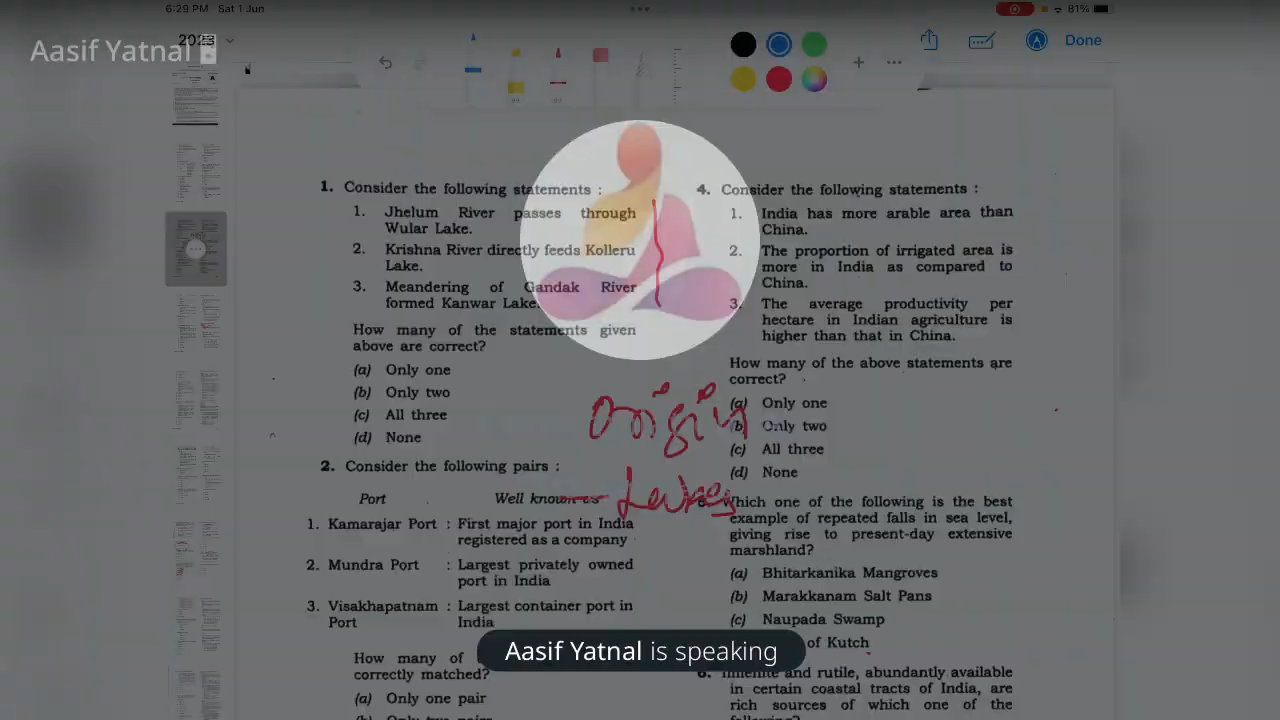 6:29 PM Sat 1 Jun
81%
Aasif Yatnal
Done
1. Consider the following statements :
1. Jhelum River passes through
Wular Lake.
2. Krishna River directly feeds Kolleru
Lake.
3. Meandering of Gandak River
formed Kanwar Lake.
How many of the statements given
above are correct?
(a) Only one
(b) Only two
(c) All three
(d) None
2. Consider the following pairs :
Port Well known as
1. Kamarajar Port : First major port in India
registered as a company
2. Mundra Port : Largest privately owned
port in India
3. Visakhapatnam : Largest container port in
Port India
How many of
correctly matched?
(a) Only one pair
4. Consider the following statements :
1. India has more arable area than
China.
2. The proportion of irrigated area is
more in India as compared to
China.
3. The average productivity per
hectare in Indian agriculture is
higher than that in China.
How many of the above statements are
correct?
(a) Only one
(b) Only two
(c) All three
(d) None
Which one of the following is the best
example of repeated falls in sea level,
giving rise to present-day extensive
marshland?
(a) Bhitarkanika Mangroves
(b) Marakkanam Salt Pans
(c) Naupada Swamp
of Kutch
6. Ilmenite and rutile, abundantly available
in certain coastal tracts of India, are
rich sources of which one of the
origin
Lakes
Aasif Yatnal is speaking